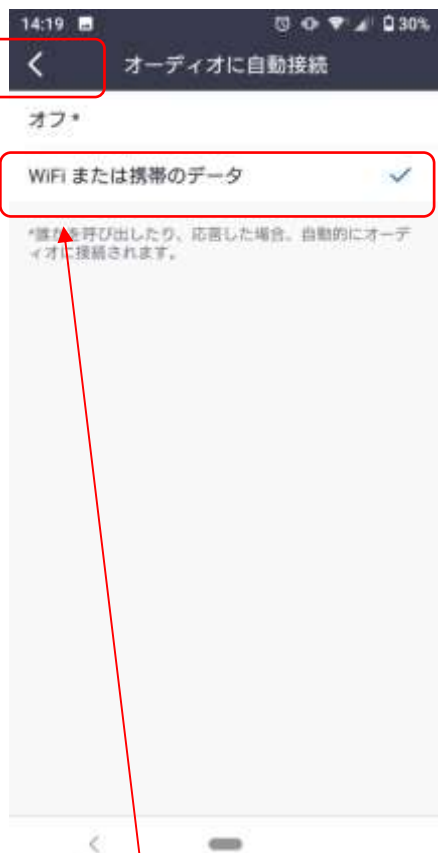 14:19 30%
オーディオに自動接続
オフ*
WiFi または携帯のデータ
*誰かを呼び出したり、応答した場合、自動的にオーデ
ィオに接続されます。